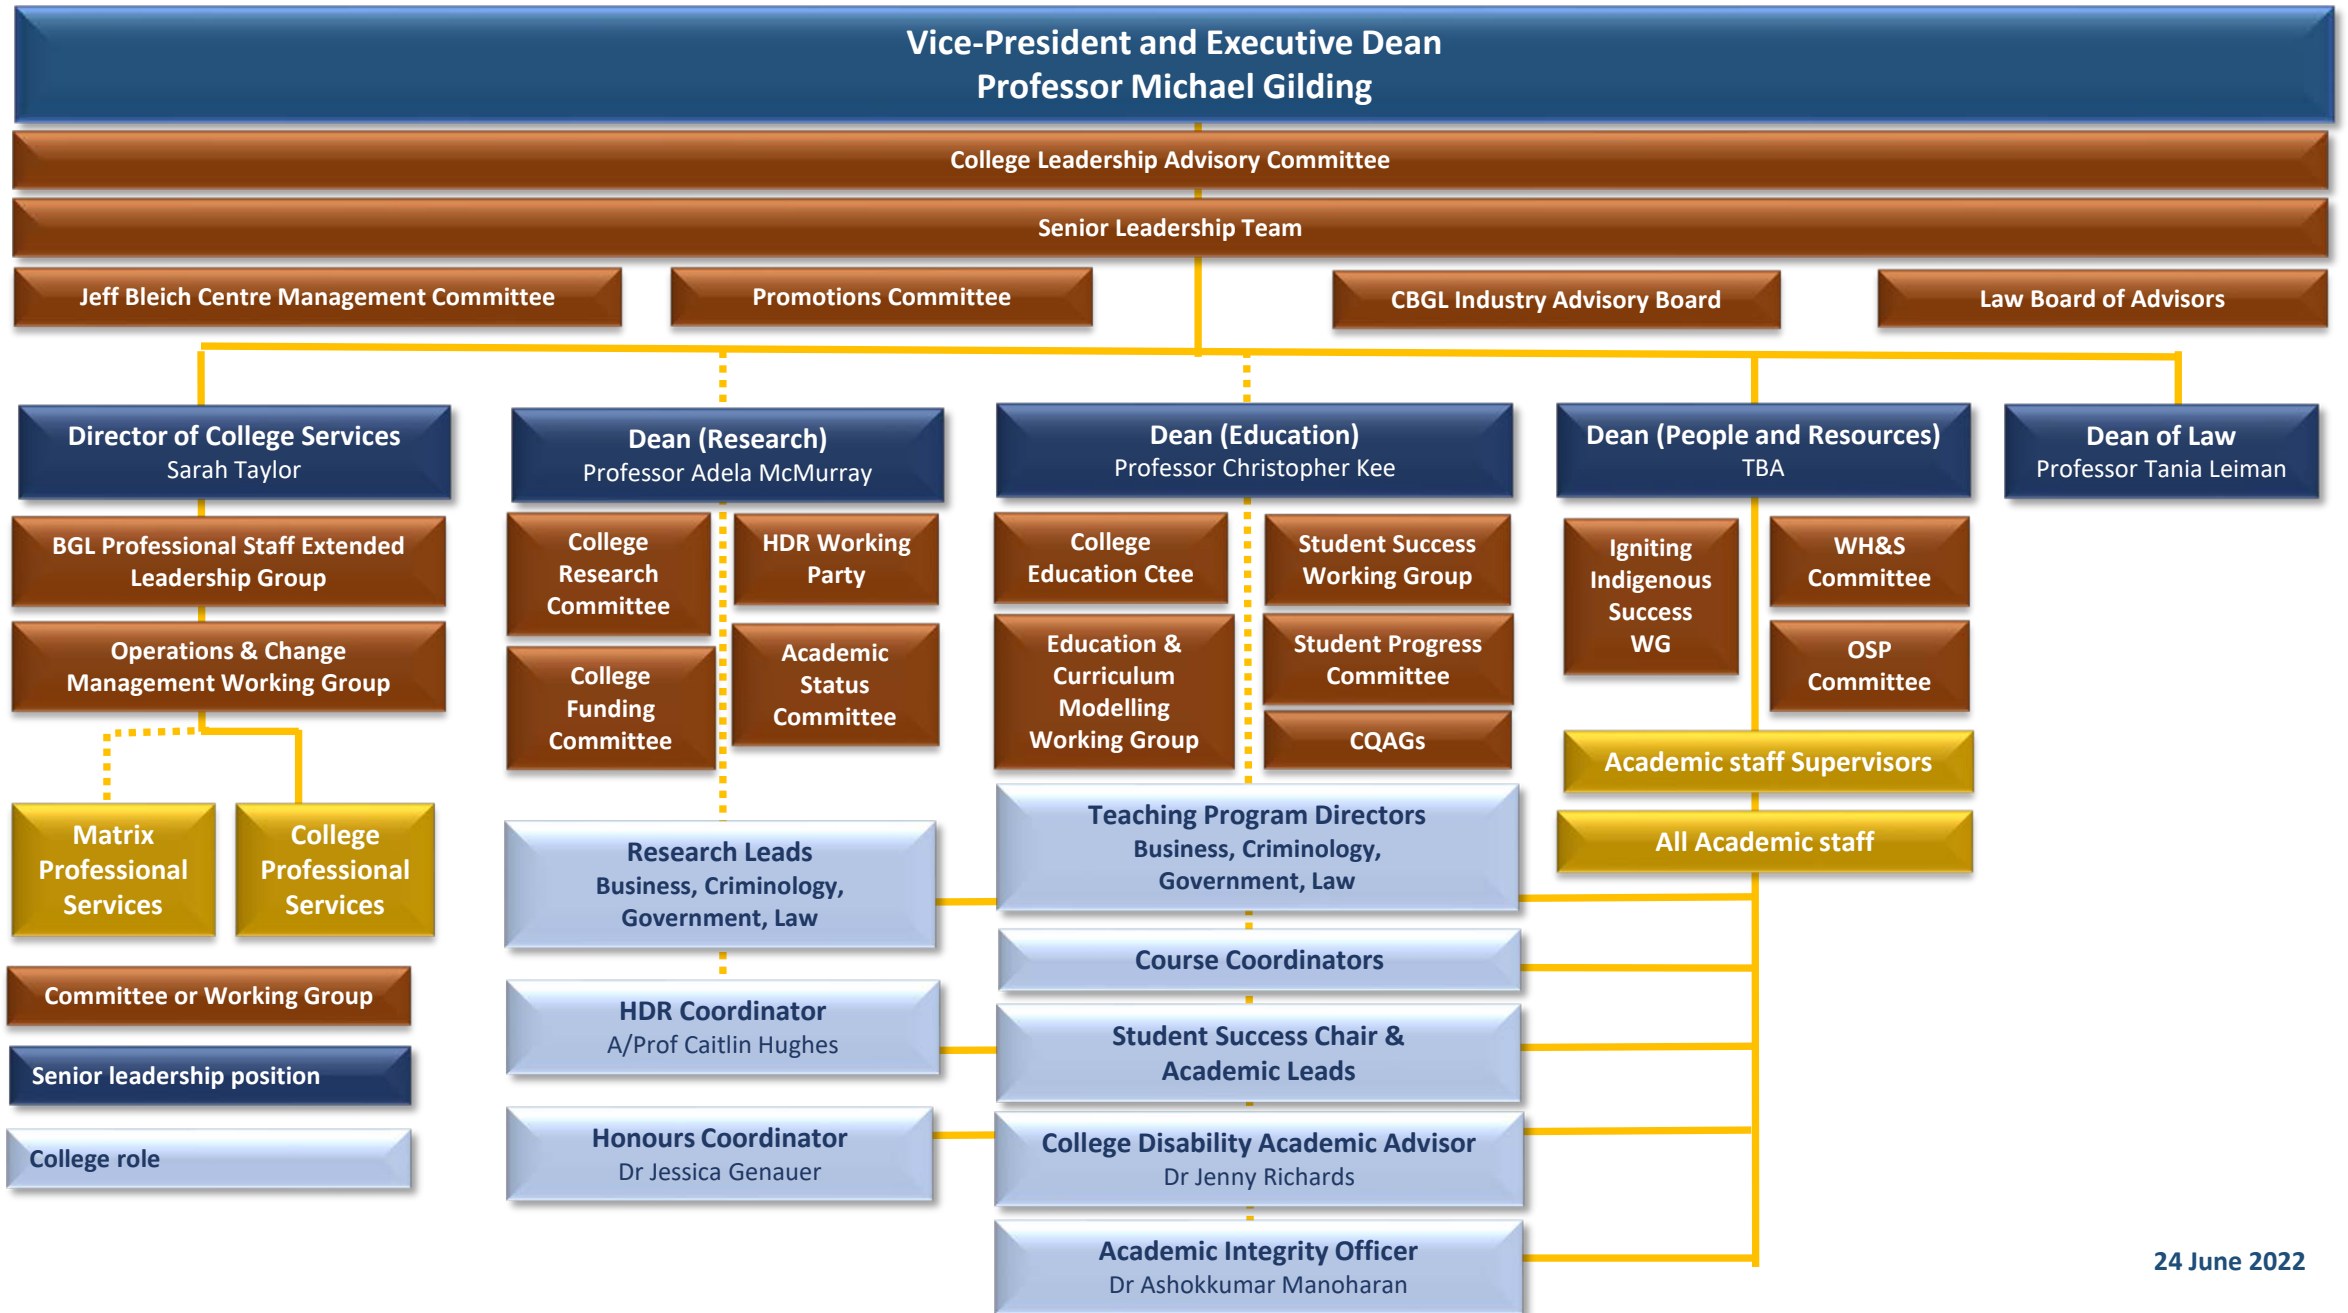 Vice-President and Executive Dean
Professor Michael Gilding
College Leadership Advisory Committee
Senior Leadership Team
Jeff Bleich Centre Management Committee
Promotions Committee
CBGL Industry Advisory Board
Law Board of Advisors
Director of College Services
Sarah Taylor
Dean (Research)
Professor Adela McMurray
Dean (Education)
Professor Christopher Kee
Dean (People and Resources)
TBA
Dean of Law
Professor Tania Leiman
BGL Professional Staff Extended
Leadership Group
Operations & Change
Management Working Group
Matrix
Professional
Services
College
Professional
Services
College
Research
Committee
HDR Working
Party
College
Funding
Committee
Academic
Status
Committee
Research Leads
Business, Criminology,
Government, Law
HDR Coordinator
A/Prof Caitlin Hughes
Honours Coordinator
Dr Jessica Genauer
College
Education Ctee
Student Success
Working Group
Education &
Curriculum
Modelling
Working Group
Student Progress
Committee
CQAGs
Teaching Program Directors
Business, Criminology,
Government, Law
Course Coordinators
Student Success Chair &
Academic Leads
College Disability Academic Advisor
Dr Jenny Richards
Academic Integrity Officer
Dr Ashokkumar Manoharan
Igniting
Indigenous
Success
WG
WH&S
Committee
OSP
Committee
Academic staff Supervisors
All Academic staff
Committee or Working Group
Senior leadership position
College role
24 June 2022